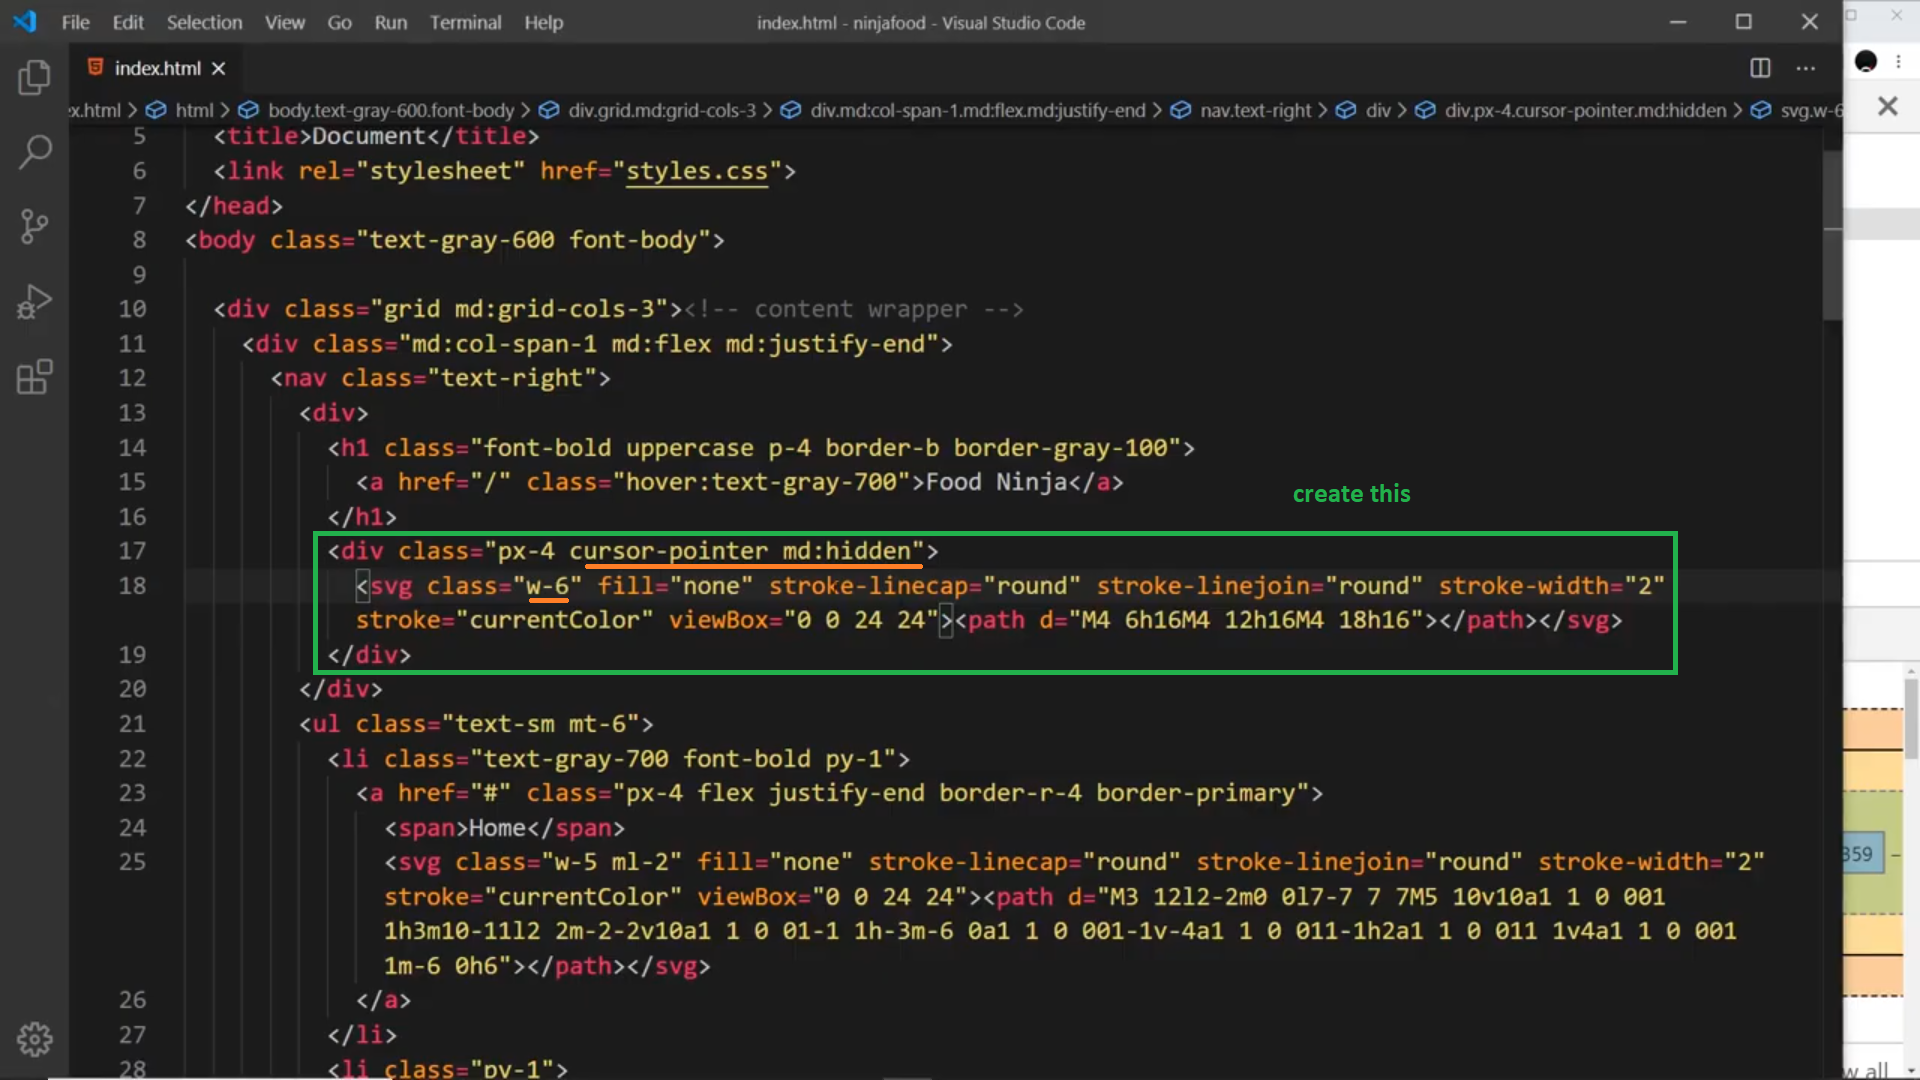 File Edit Selection View Go Run Terminal Help
index.html - ninjafood - Visual Studio Code
index.html
x.html > html > body.text-gray-600.font-body > div.grid.md:grid-cols-3 > div.md:col-span-1.md:flex.md:justify-end > nav.text-right > div > div.px-4.cursor-pointer.md:hidden > svg.w-6
5 <title>Document</title>
6 <link rel="stylesheet" href="styles.css">
7 </head>
8 <body class="text-gray-600 font-body">
9
10 <div class="grid md:grid-cols-3"><!-- content wrapper -->
11 <div class="md:col-span-1 md:flex md:justify-end">
12 <nav class="text-right">
13 <div>
14 <h1 class="font-bold uppercase p-4 border-b border-gray-100">
15 <a href="/" class="hover:text-gray-700">Food Ninja</a>
create this
16 </h1>
17 <div class="px-4 cursor-pointer md:hidden">
18 <svg class="w-6" fill="none" stroke-linecap="round" stroke-linejoin="round" stroke-width="2"
stroke="currentColor" viewBox="0 0 24 24"><path d="M4 6h16M4 12h16M4 18h16"></path></svg>
19 </div>
20 </div>
21 <ul class="text-sm mt-6">
22 <li class="text-gray-700 font-bold py-1">
23 <a href="#" class="px-4 flex justify-end border-r-4 border-primary">
24 <span>Home</span>
25 <svg class="w-5 ml-2" fill="none" stroke-linecap="round" stroke-linejoin="round" stroke-width="2"
stroke="currentColor" viewBox="0 0 24 24"><path d="M3 12l2-2m0 0l7-7 7 7M5 10v10a1 1 0 001
1h3m10-11l2 2m-2-2v10a1 1 0 01-1 1h-3m-6 0a1 1 0 001-1v-4a1 1 0 011-1h2a1 1 0 011 1v4a1 1 0 001
1m-6 0h6"></path></svg>
359 –
26 </a>
27 </li>
28 <li class="py-1">
w all